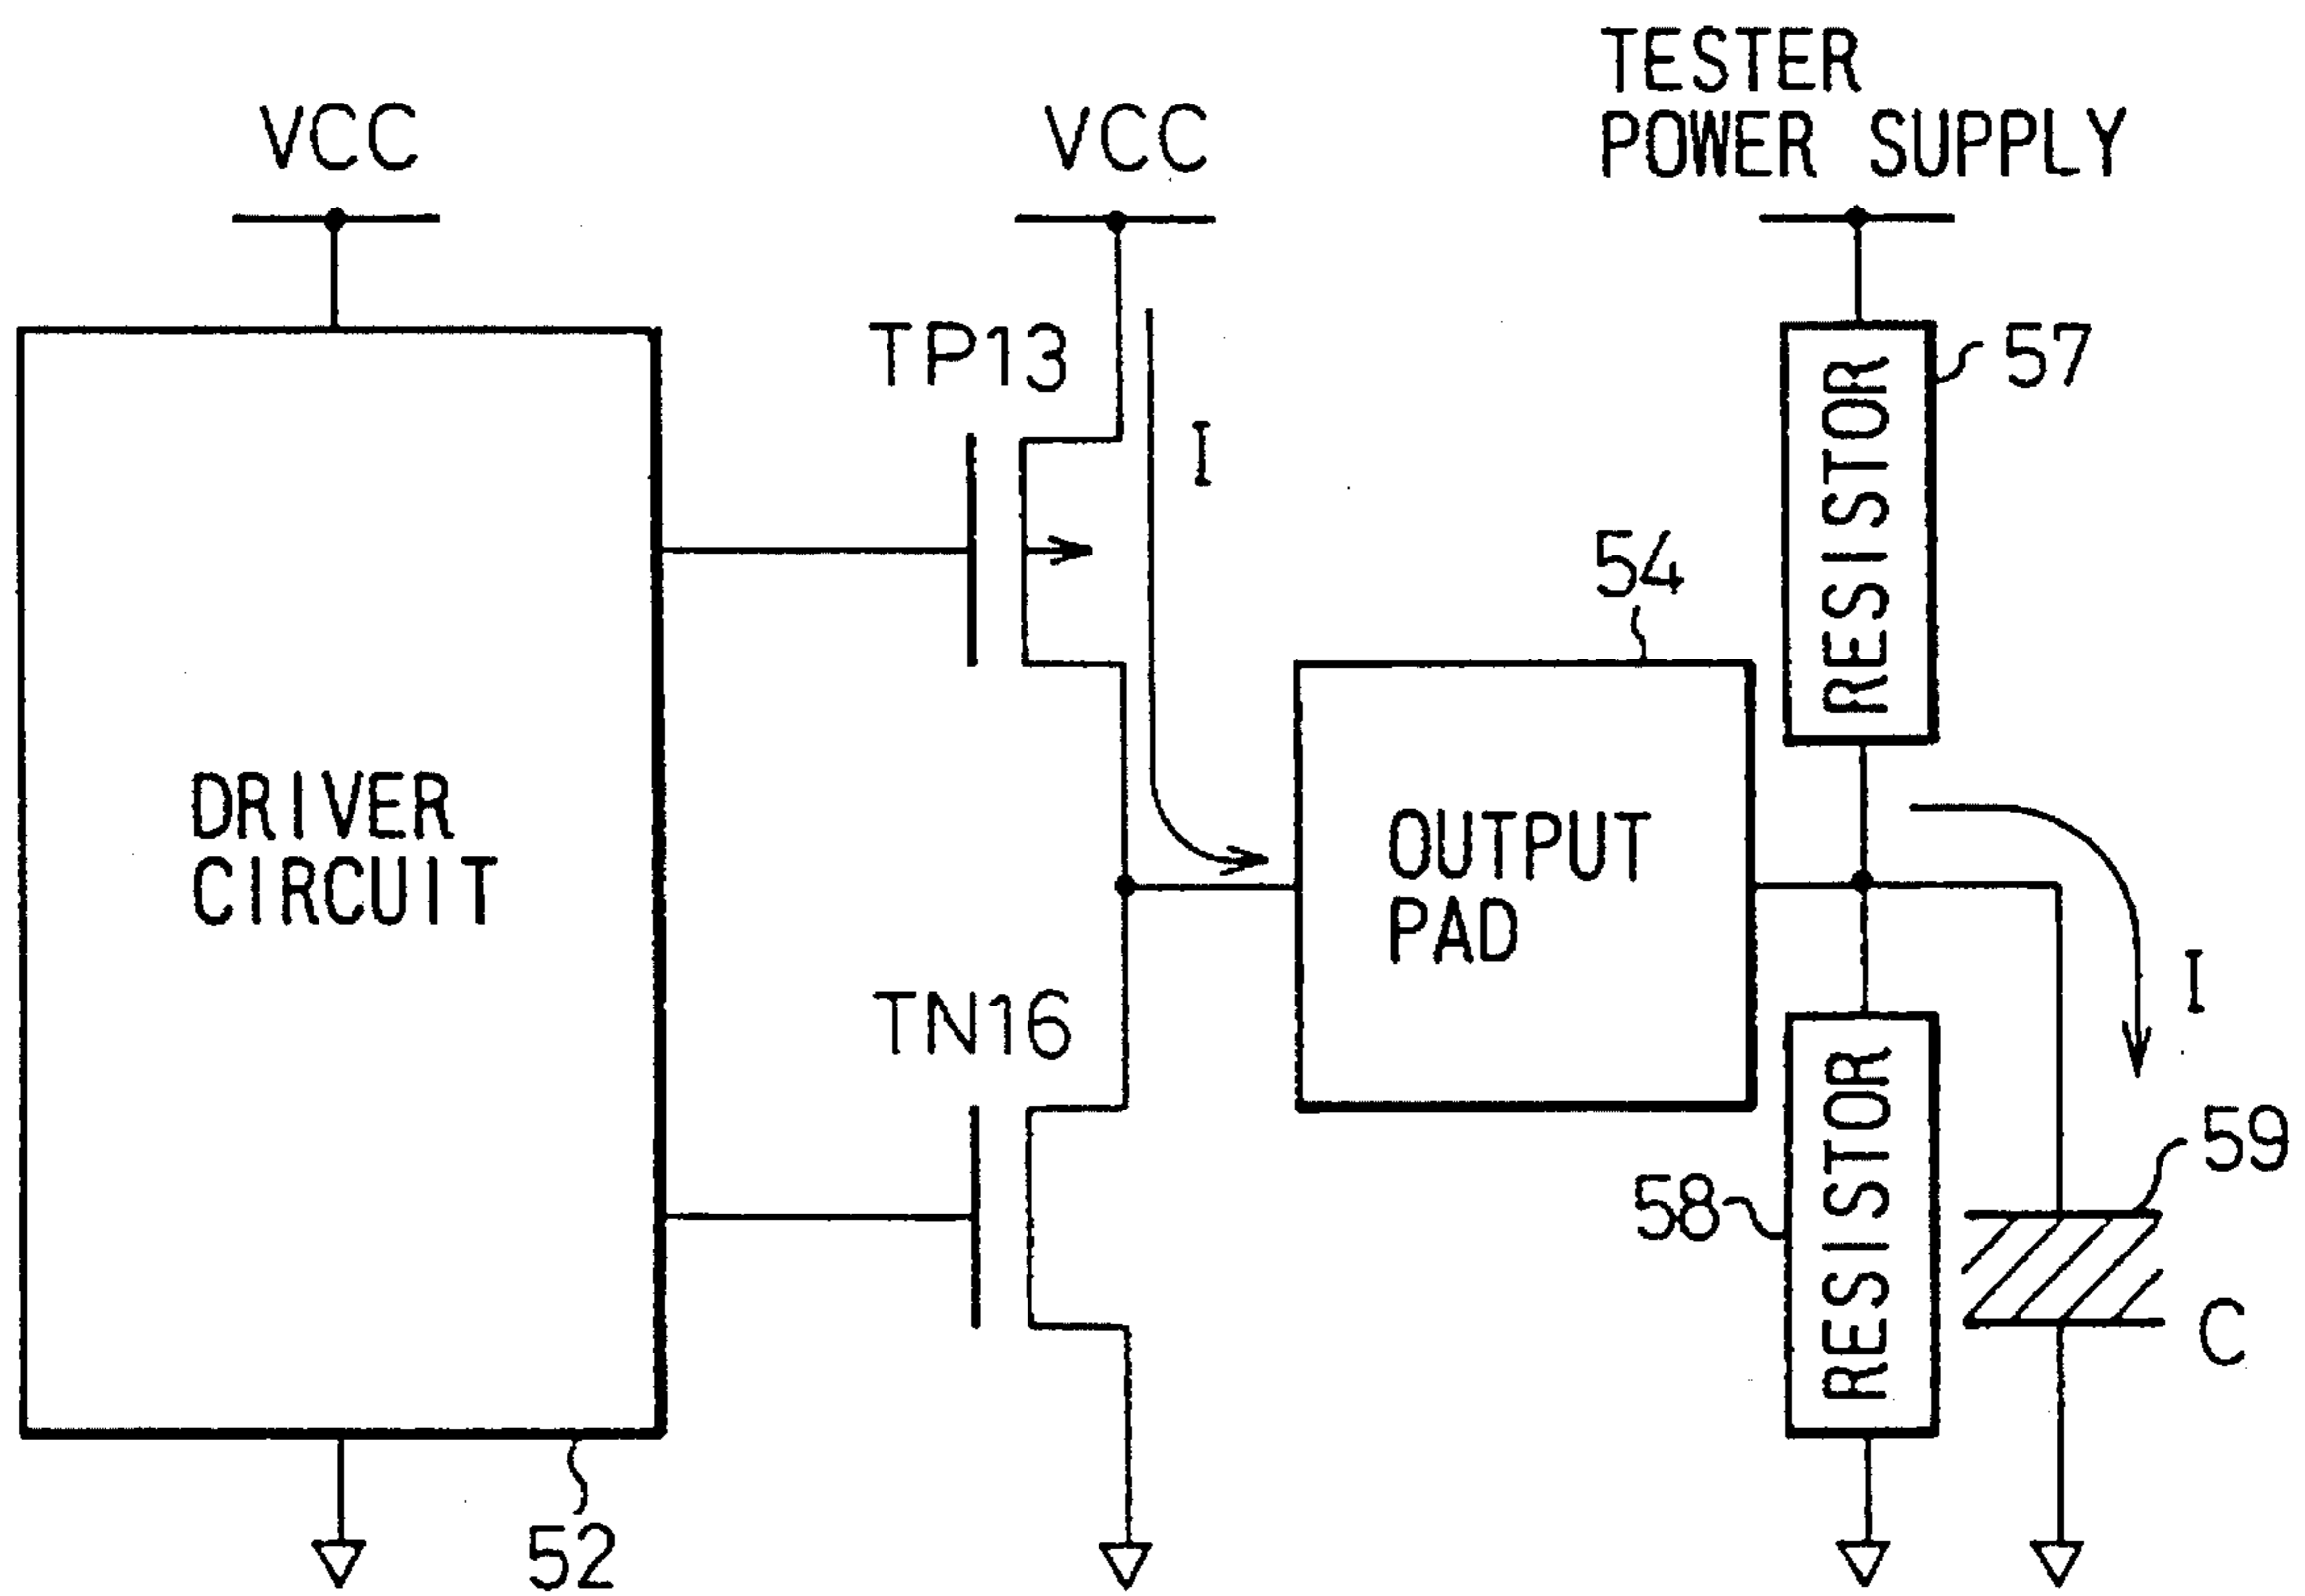 VCC
VCC
TESTER
POWER SUPPLY
TP13
I
57
RESISTOR
54
DRIVER
CIRCUIT
OUTPUT
PAD
I
TN16
59
58
RESISTOR
C
52